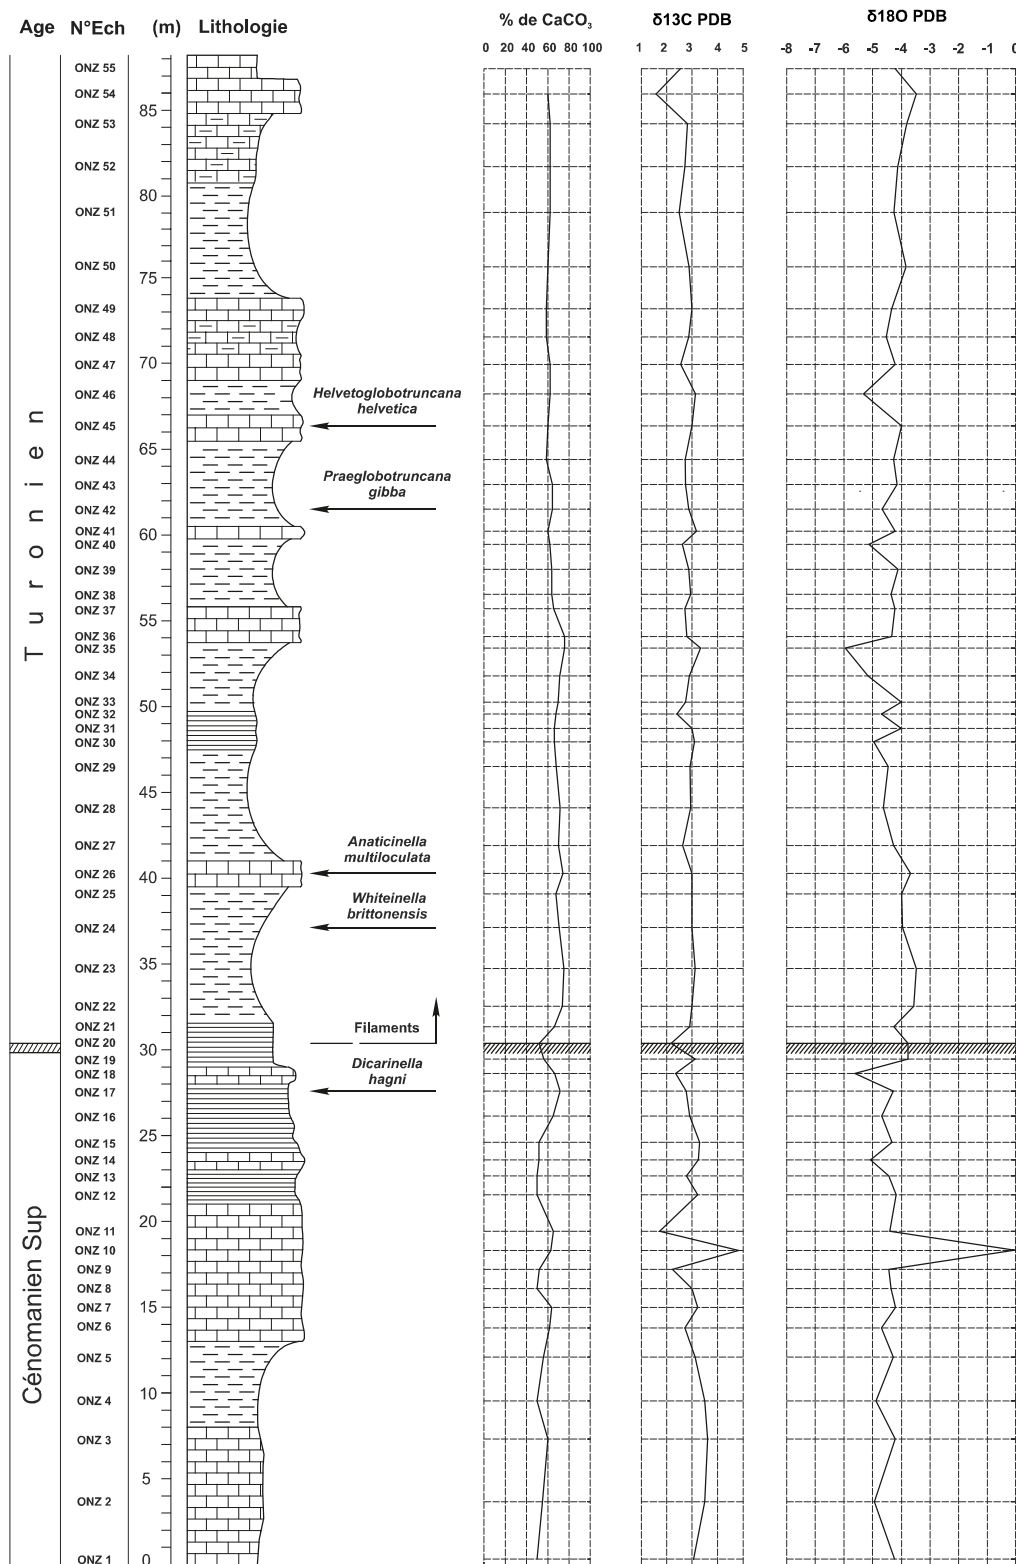 Age N°Ech (m) Lithologie % de CaCO3 δ13C PDB δ18O PDB
0 20 40 60 80 100 1 2 3 4 5 -8 -7 -6 -5 -4 -3 -2 -1 0
ONZ 55
ONZ 54
85
ONZ 53
ONZ 52
80
ONZ 51
ONZ 50
75
ONZ 49
ONZ 48
ONZ 47
70
ONZ 46
Helvetoglobotruncana
helvetica
ONZ 45
65
ONZ 44
ONZ 43
Praeglobotruncana
gibba
ONZ 42
ONZ 41
60
ONZ 40
ONZ 39
ONZ 38
ONZ 37
55
ONZ 36
ONZ 35
ONZ 34
ONZ 33
50
ONZ 32
ONZ 31
ONZ 30
ONZ 29
45
ONZ 28
ONZ 27
Anaticinella
multiloculata
ONZ 26
40
ONZ 25
Whiteinella
brittonensis
ONZ 24
35
ONZ 23
ONZ 22
ONZ 21
Filaments
ONZ 20
30
ONZ 19
Dicarinella
hagni
ONZ 18
ONZ 17
ONZ 16
25
ONZ 15
ONZ 14
ONZ 13
ONZ 12
20
ONZ 11
ONZ 10
ONZ 9
ONZ 8
15
ONZ 7
ONZ 6
ONZ 5
10
ONZ 4
ONZ 3
5
ONZ 2
ONZ 1
0
Turonien
Cénomanien Sup